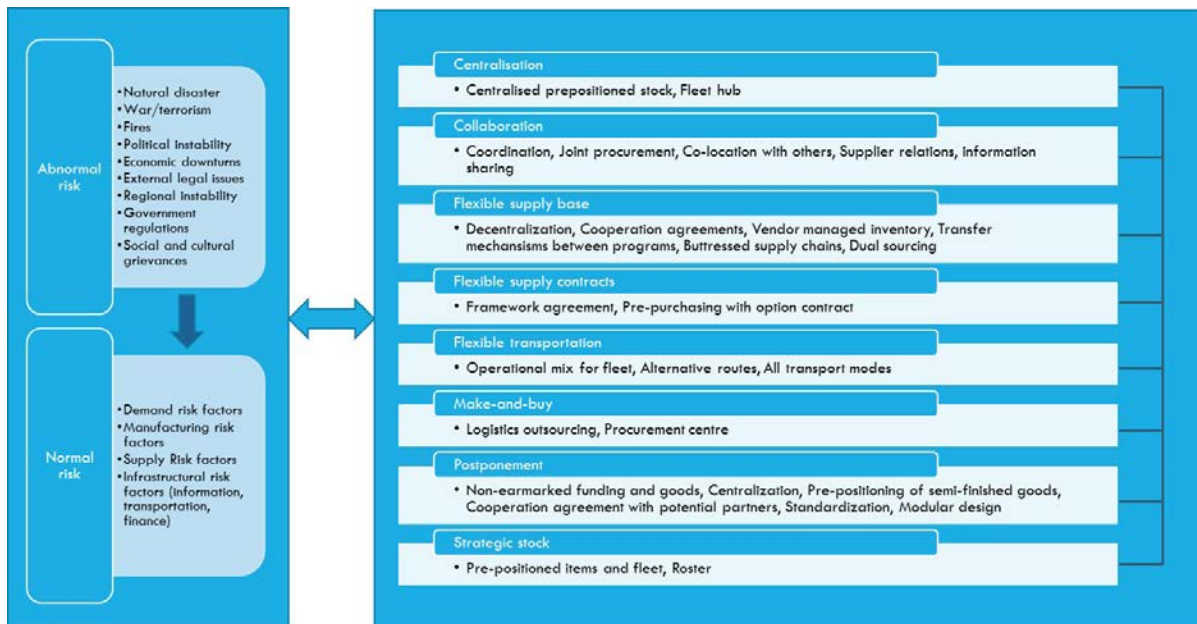 Abnormal
risk
•Natural disaster
•War/terrorism
•Fires
•Political instability
•Economic downturns
•External legal issues
•Regional instability
•Government
regulations
•Social and cultural
grievances
Normal
risk
•Demand risk factors
•Manufacturing risk
factors
•Supply Risk factors
•Infrastructural risk
factors (information,
transportation,
finance)
Centralisation
• Centralised prepositioned stock, Fleet hub
Collaboration
• Coordination, Joint procurement, Co-location with others, Supplier relations, information
sharing
Flexible supply base
• Decentralization, Cooperation agreements, Vendor managed inventory, Transfer
mechansisms between programs, Buttressed supply chains, Dual sourcing
Flexible supply contracts
• Framework agreement, Pre-purchasing with option contract
Flexible transportation
• Operational mix for fleet, Alternative routes, All transport modes
Make-and-buy
• Logistics outsourcing, Procurement centre
Postponement
• Non-earmarked funding and goods, Centralization, Pre-positioning of semi-finished goods,
Cooperation agreement with potential partners, Standardization, Modular design
Strategic stock
• Pre-positioned items and fleet, Roster